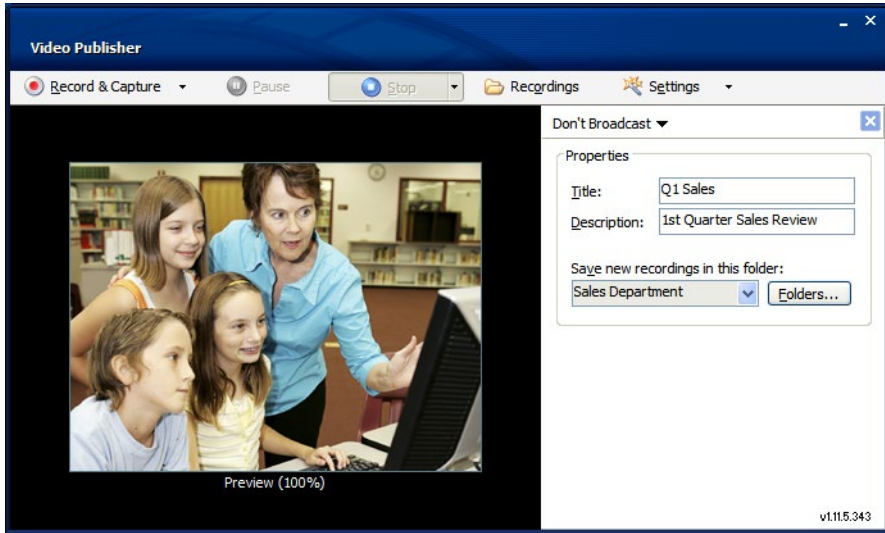 Video Publisher
Record & Capture Pause Stop Recordings Settings
Don't Broadcast
Properties
Title: Q1 Sales
Description: 1st Quarter Sales Review
Save new recordings in this folder:
Sales Department Folders...
Preview (100%)
v1.11.5.343